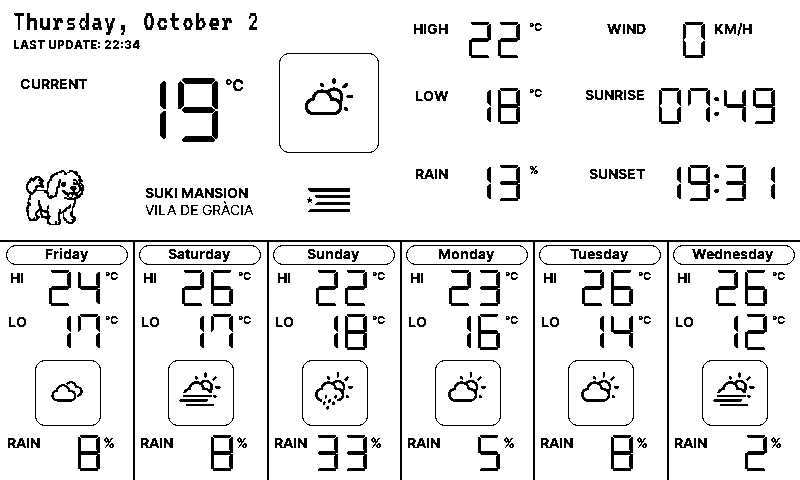 Thursday, October 2
LAST UPDATE: 22:34
CURRENT 19 °C
SUKI MANSION
VILA DE GRÀCIA
HIGH 22 °C
WIND 0 KM/H
LOW 18 °C
SUNRISE 07:49
RAIN 13 %
SUNSET 19:31
Friday
HI 24 °C
LO 17 °C
RAIN 8 %
Saturday
HI 26 °C
LO 17 °C
RAIN 8 %
Sunday
HI 22 °C
LO 18 °C
RAIN 33 %
Monday
HI 23 °C
LO 16 °C
RAIN 5 %
Tuesday
HI 26 °C
LO 14 °C
RAIN 8 %
Wednesday
HI 26 °C
LO 12 °C
RAIN 2 %